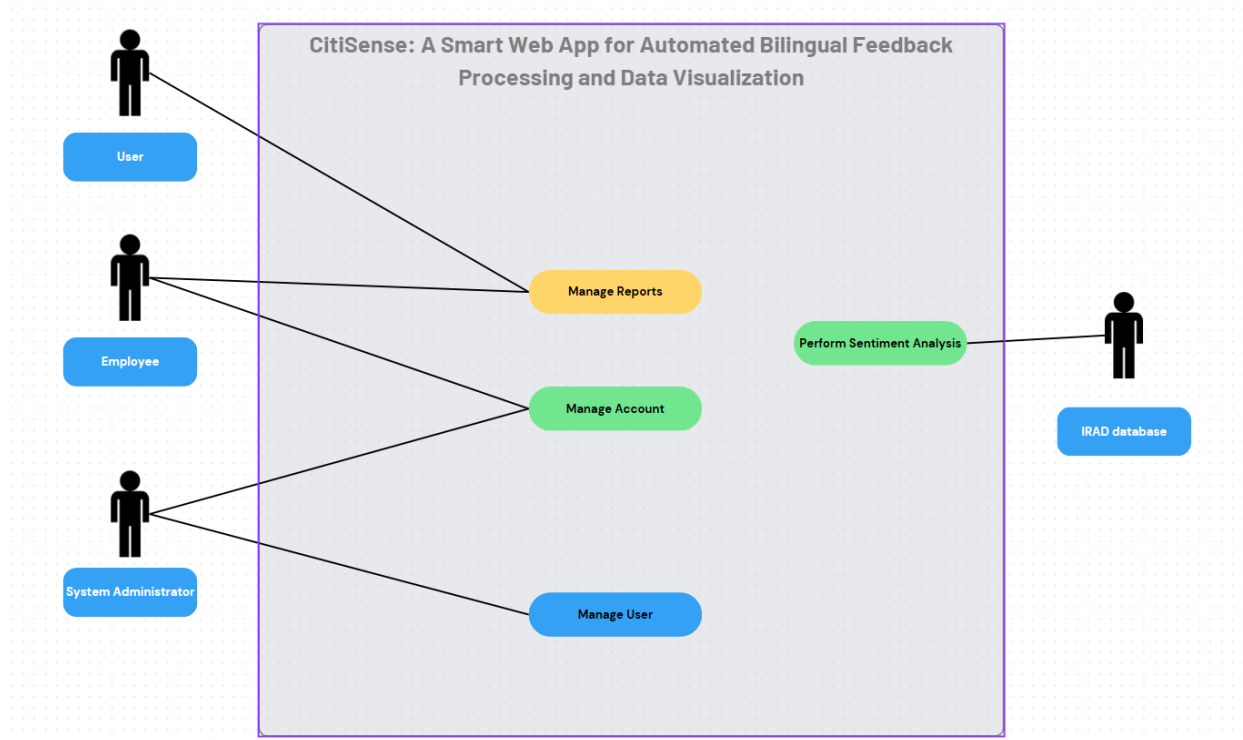 CitiSense: A Smart Web App for Automated Bilingual Feedback
Processing and Data Visualization
User
Employee
System Administrator
Manage Reports
Manage Account
Manage User
Perform Sentiment Analysis
IRAD database